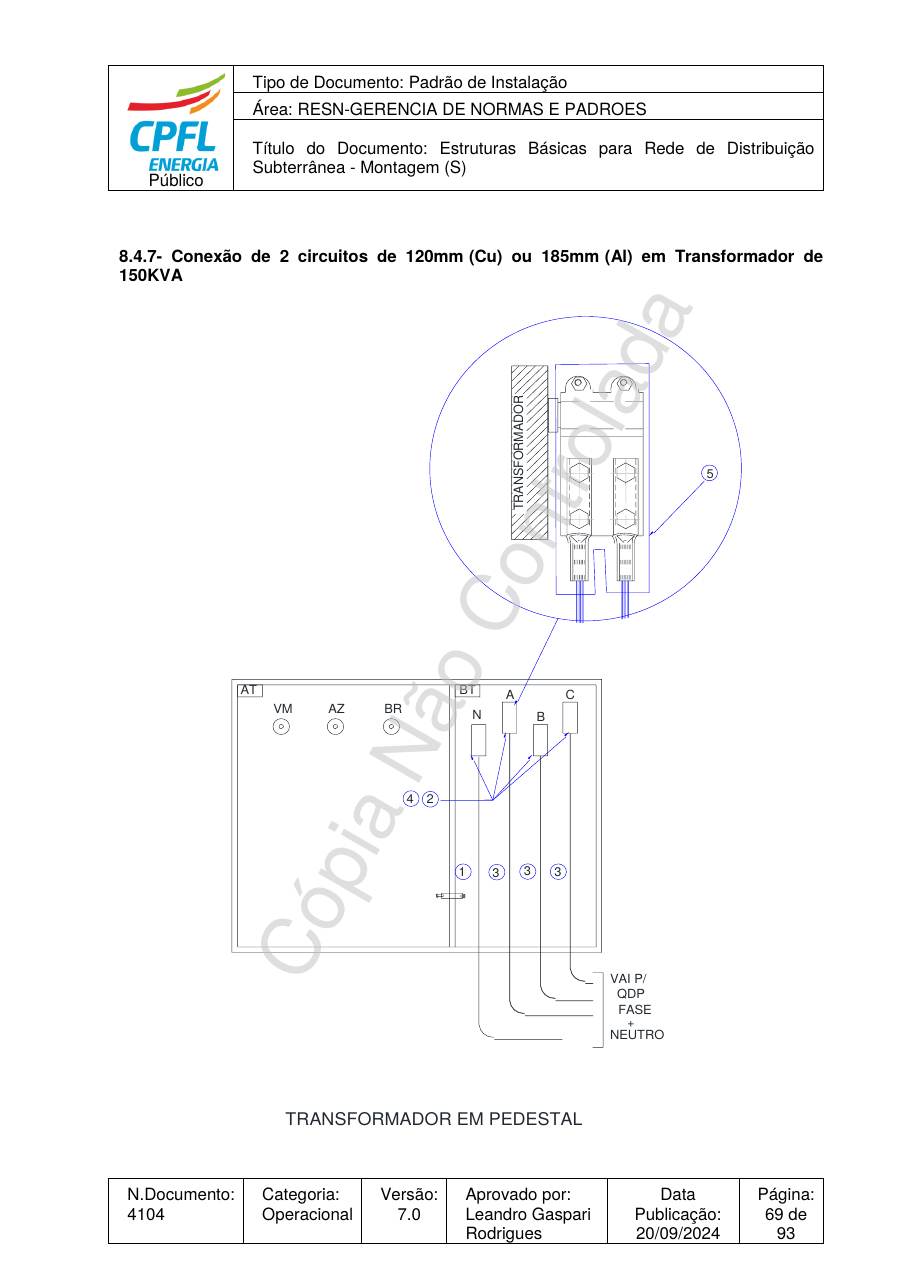 CPFL
ENERGIA
Público
Tipo de Documento: Padrão de Instalação
Área: RESN-GERENCIA DE NORMAS E PADROES
Título do Documento: Estruturas Básicas para Rede de Distribuição
Subterrânea - Montagem (S)
8.4.7- Conexão de 2 circuitos de 120mm (Cu) ou 185mm (Al) em Transformador de
150KVA
TRANSFORMADOR
5
AT
BT
A
C
VM
AZ
BR
N
B
4
2
1
3
3
3
VAI P/
QDP
FASE
+
NEUTRO
Cópia Não Controlada
TRANSFORMADOR EM PEDESTAL
N.Documento:
4104
Categoria:
Operacional
Versão:
7.0
Aprovado por:
Leandro Gaspari
Rodrigues
Data
Publicação:
20/09/2024
Página:
69 de
93